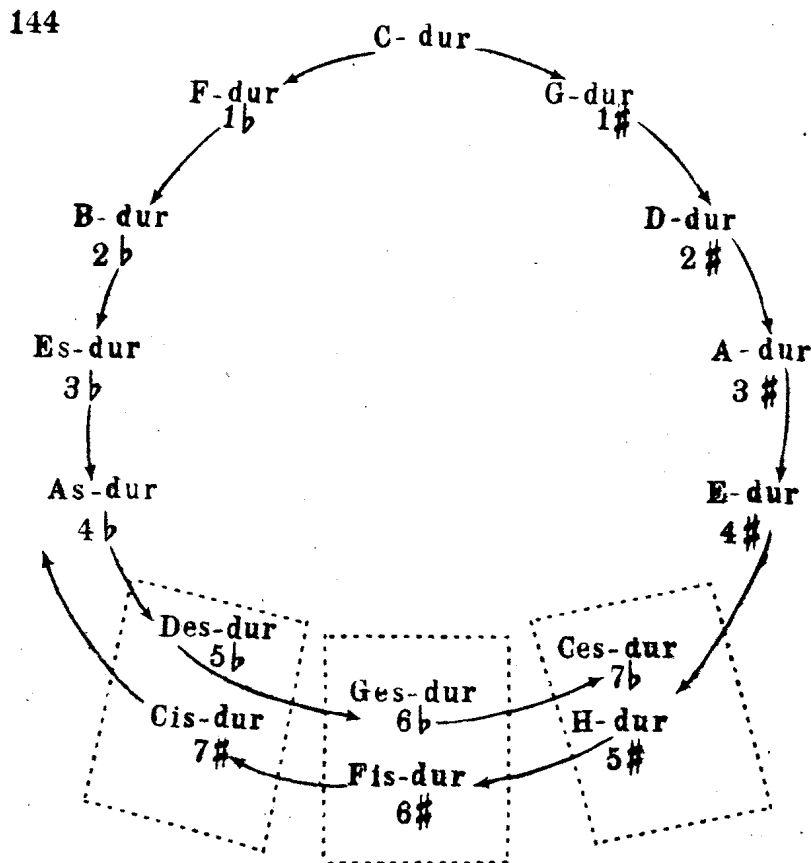 144
C-dur
F-dur
1♭
G-dur
1♯
B-dur
2♭
D-dur
2♯
Es-dur
3♭
A-dur
3♯
As-dur
4♭
E-dur
4♯
Des-dur
5♭
Ces-dur
7♭
Ges-dur
6♭
Cis-dur
7♯
H-dur
5♯
Fis-dur
6♯